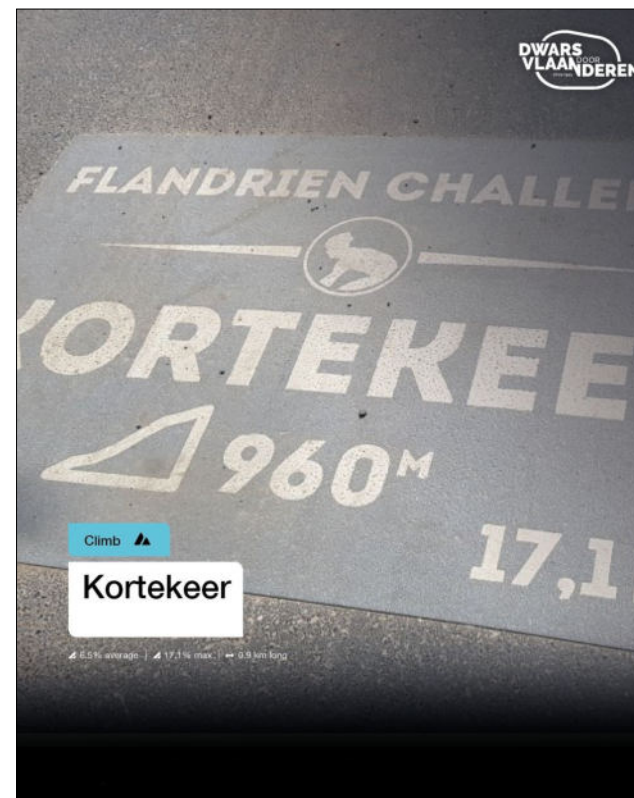 DWARS
DOOR
VLAANDEREN
FLANDRIEN CHALLE
KORTEKEE
960M
17,1
Climb
Kortekeer
6.5% average | 17,1% max. | 0.9 km long